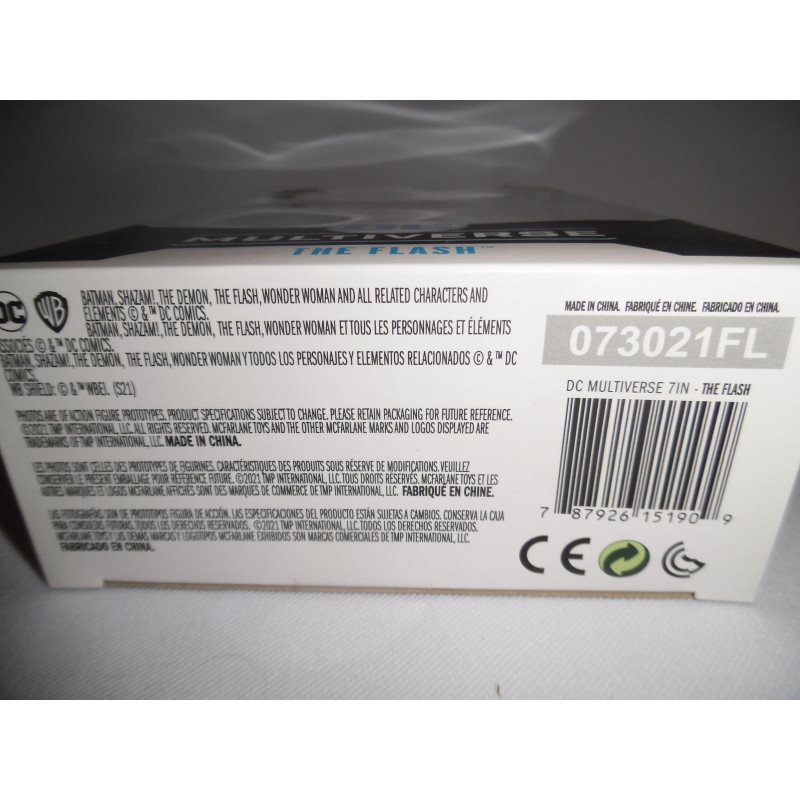 MULTIVERSE
THE FLASH™
DC WB BATMAN, SHAZAM!, THE DEMON, THE FLASH, WONDER WOMAN AND ALL RELATED CHARACTERS AND
ELEMENTS © & ™ DC COMICS.
BATMAN, SHAZAM!, THE DEMON, THE FLASH, WONDER WOMAN ET TOUS LES PERSONNAGES ET ÉLÉMENTS
SSOCIÉS © & ™ DC COMICS.
BATMAN, SHAZAM!, THE DEMON, THE FLASH, WONDER WOMAN Y TODOS LOS PERSONAJES Y ELEMENTOS RELACIONADOS © & ™ DC
COMICS.
WB SHIELD: © & ™ WBEI. (S21)
PHOTOS ARE OF ACTION FIGURE PROTOTYPES. PRODUCT SPECIFICATIONS SUBJECT TO CHANGE. PLEASE RETAIN PACKAGING FOR FUTURE REFERENCE.
©2021 TMP INTERNATIONAL, LLC. ALL RIGHTS RESERVED. MCFARLANE TOYS AND THE OTHER MCFARLANE MARKS AND LOGOS DISPLAYED ARE
TRADEMARKS OF TMP INTERNATIONAL, LLC. MADE IN CHINA.
LES PHOTOS SONT CELLES DES PROTOTYPES DE FIGURINES. CARACTÉRISTIQUES DES PRODUITS SOUS RÉSERVE DE MODIFICATIONS. VEUILLEZ
CONSERVER LE PRÉSENT EMBALLAGE POUR RÉFÉRENCE FUTURE. ©2021 TMP INTERNATIONAL, LLC. TOUS DROITS RÉSERVÉS. MCFARLANE TOYS ET LES
AUTRES MARQUES ET LOGOS MCFARLANE AFFICHÉS SONT DES MARQUES DE COMMERCE DE TMP INTERNATIONAL, LLC. FABRIQUÉ EN CHINE.
LAS FOTOGRAFÍAS SON DE PROTOTIPOS FIGURA DE ACCIÓN. LAS ESPECIFICACIONES DEL PRODUCTO ESTÁN SUJETAS A CAMBIOS. CONSERVA LA CAJA
PARA CONSULTARLO FUTURAS. TODOS LOS DERECHOS RESERVADOS. ©2021 TMP INTERNATIONAL, LLC. TODOS LOS DERECHOS RESERVADOS.
MCFARLANE TOYS Y LAS DEMÁS MARCAS Y LOGOTIPOS MCFARLANE EXHIBIDOS SON MARCAS COMERCIALES DE TMP INTERNATIONAL, LLC.
FABRICADO EN CHINA.
MADE IN CHINA. FABRIQUÉ EN CHINE. FABRICADO EN CHINA.
073021FL
DC MULTIVERSE 7IN - THE FLASH
7 87926 15190 9
CE